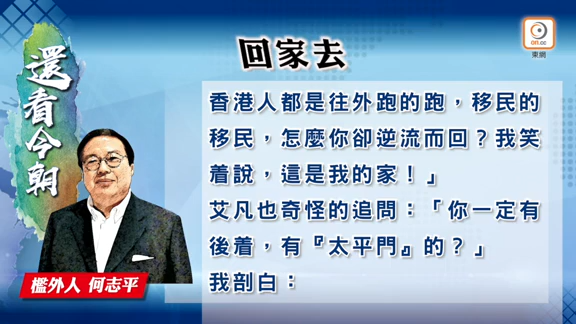 還看今朝
回家去
on.cc
東網
香港人都是往外跑的跑，移民的
移民，怎麼你卻逆流而回？我笑
着說，這是我的家！」
艾凡也奇怪的追問：「你一定有
後着，有『太平門』的？」
我剖白：
檻外人 何志平